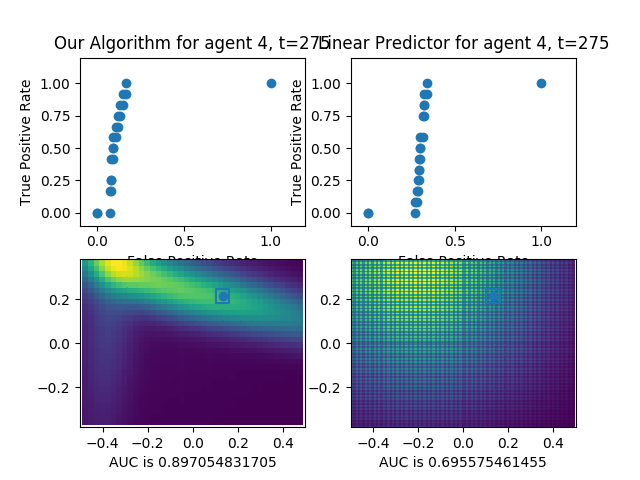 Our Algorithm for agent 4, t=275
Linear Predictor for agent 4, t=275
True Positive Rate
1.00
0.75
0.50
0.25
0.00
0.0 0.5 1.0
False Positive Rate
True Positive Rate
1.00
0.75
0.50
0.25
0.00
0.0 0.5 1.0
False Positive Rate
0.2
0.0
−0.2
−0.4 −0.2 0.0 0.2 0.4
AUC is 0.897054831705
0.2
0.0
−0.2
−0.4 −0.2 0.0 0.2 0.4
AUC is 0.695575461455